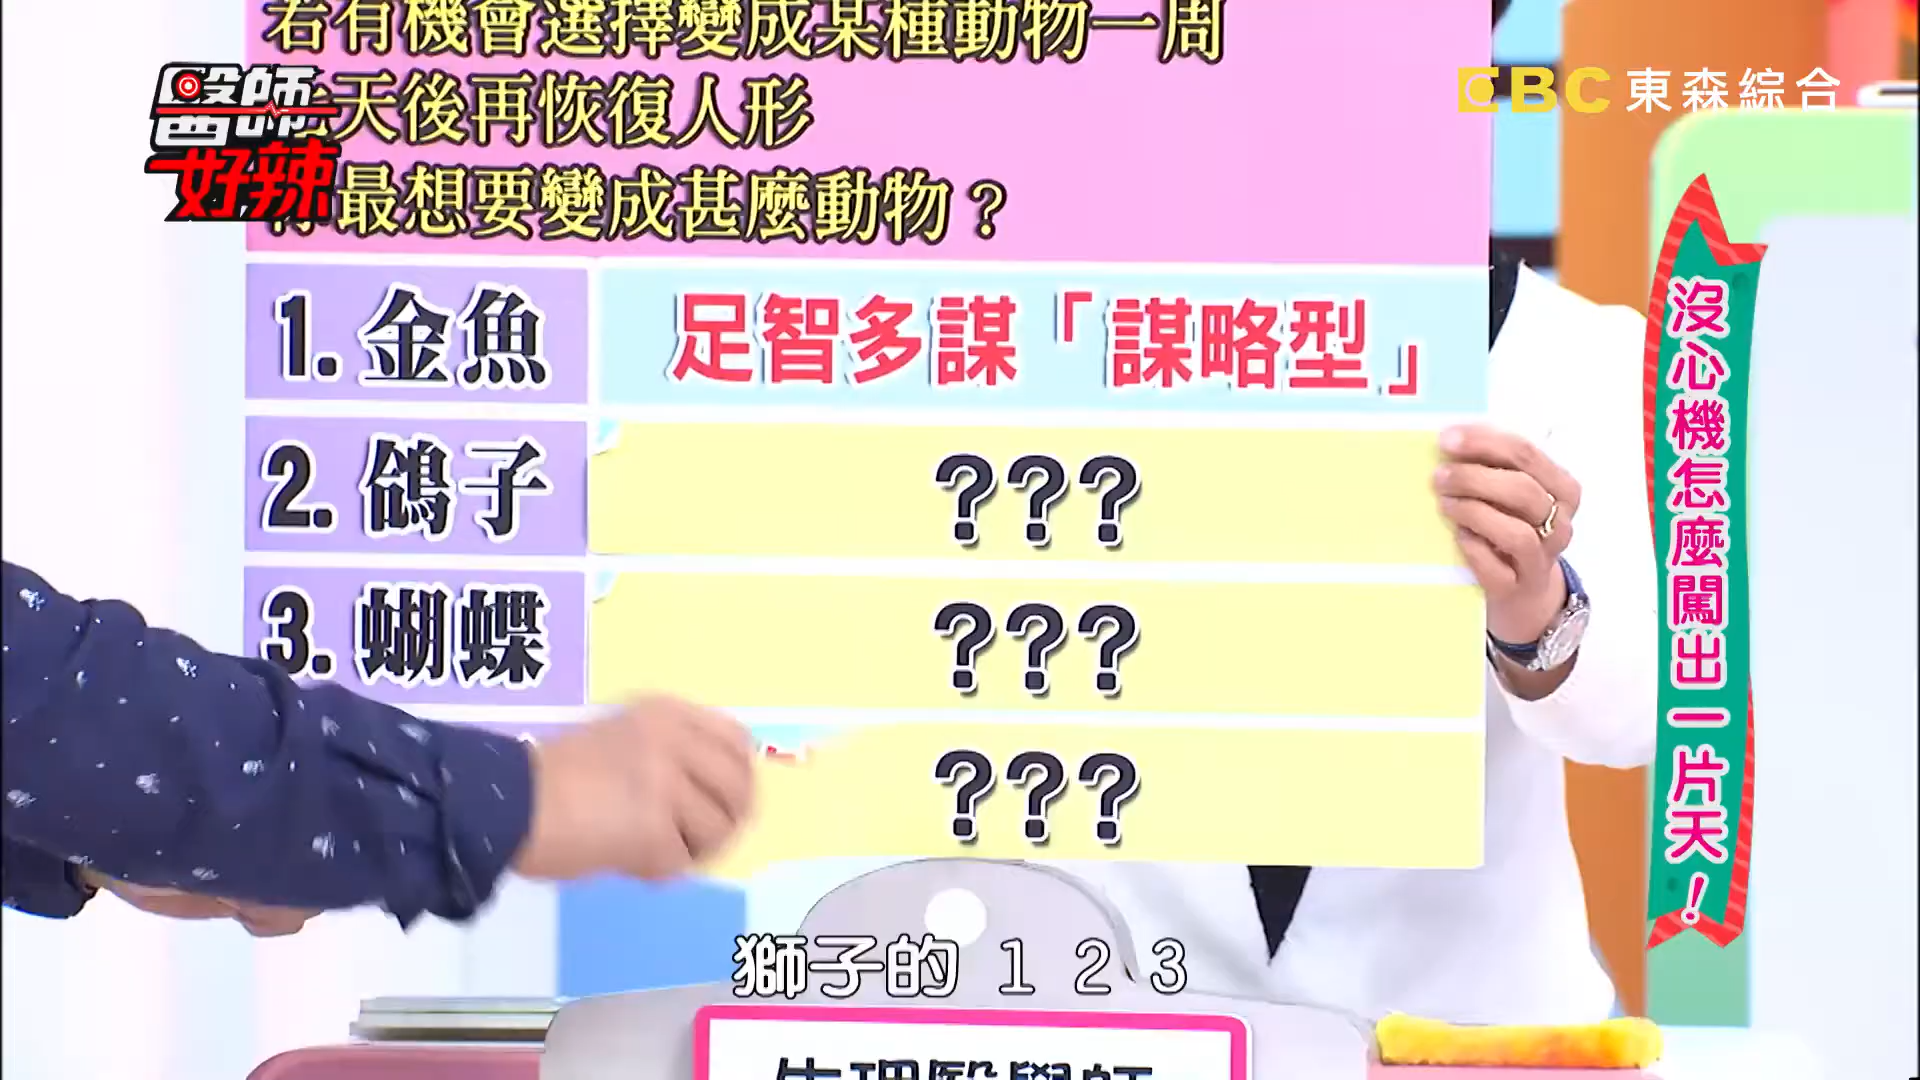 若有機會選擇變成某種動物一周
天後再恢復人形
最想要變成甚麼動物？
醫師
好辣
EBC 東森綜合
1. 金魚
足智多謀「謀略型」
2. 鴿子
???
3. 蝴蝶
???
???
沒心機怎麼闖出一片天！
獅子的 1 2 3